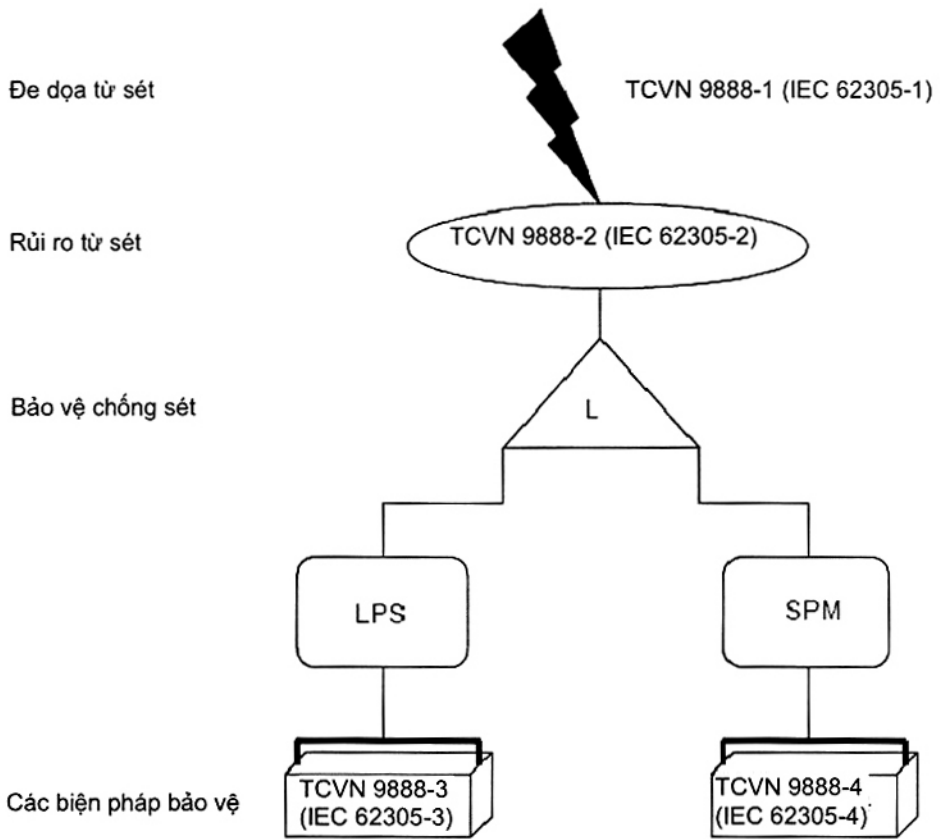 Đe dọa từ sét
TCVN 9888-1 (IEC 62305-1)
Rủi ro từ sét
TCVN 9888-2 (IEC 62305-2)
Bảo vệ chống sét
L
LPS
SPM
Các biện pháp bảo vệ
TCVN 9888-3
(IEC 62305-3)
TCVN 9888-4
(IEC 62305-4)